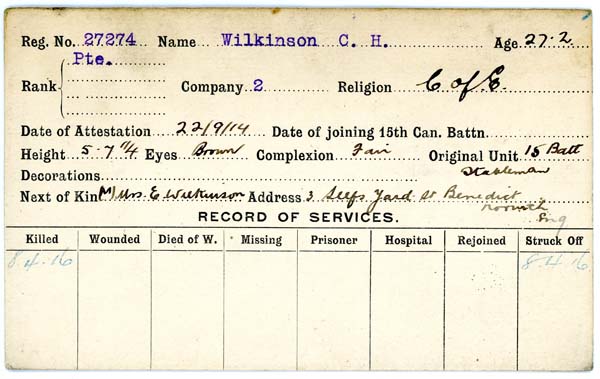 Reg. No. 27274 Name Wilkinson C. H. Age 27.2
Pte.
Rank Company 2 Religion C of E.
Date of Attestation 22/9/14 Date of joining 15th Can. Battn.
Height 5-7 1/4 Eyes Brown Complexion Fair Original Unit 15 Batt
Decorations Stableman
Next of Kin M Mrs E Wilkinson Address 3 Selfs Yard St Benedict
Eng
RECORD OF SERVICES.
Killed Wounded Died of W. Missing Prisoner Hospital Rejoined Struck Off
8.4.16 8.4.16